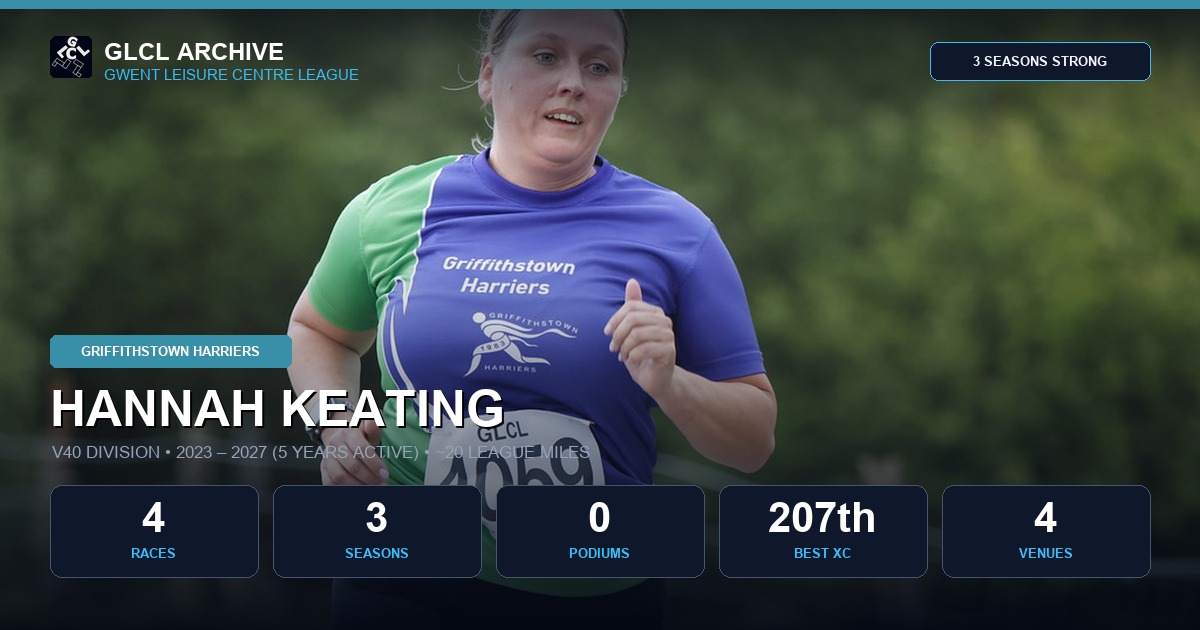 GLCL ARCHIVE
GWENT LEISURE CENTRE LEAGUE
3 SEASONS STRONG
Griffithstown
Harriers
GRIFFITHSTOWN
1983
HARRIERS
GRIFFITHSTOWN HARRIERS
HANNAH KEATING
GLCL
V40 DIVISION • 2023 – 2027 (5 YEARS ACTIVE) • ~20 LEAGUE MILES
1059
4
RACES
3
SEASONS
0
PODIUMS
207th
BEST XC
4
VENUES